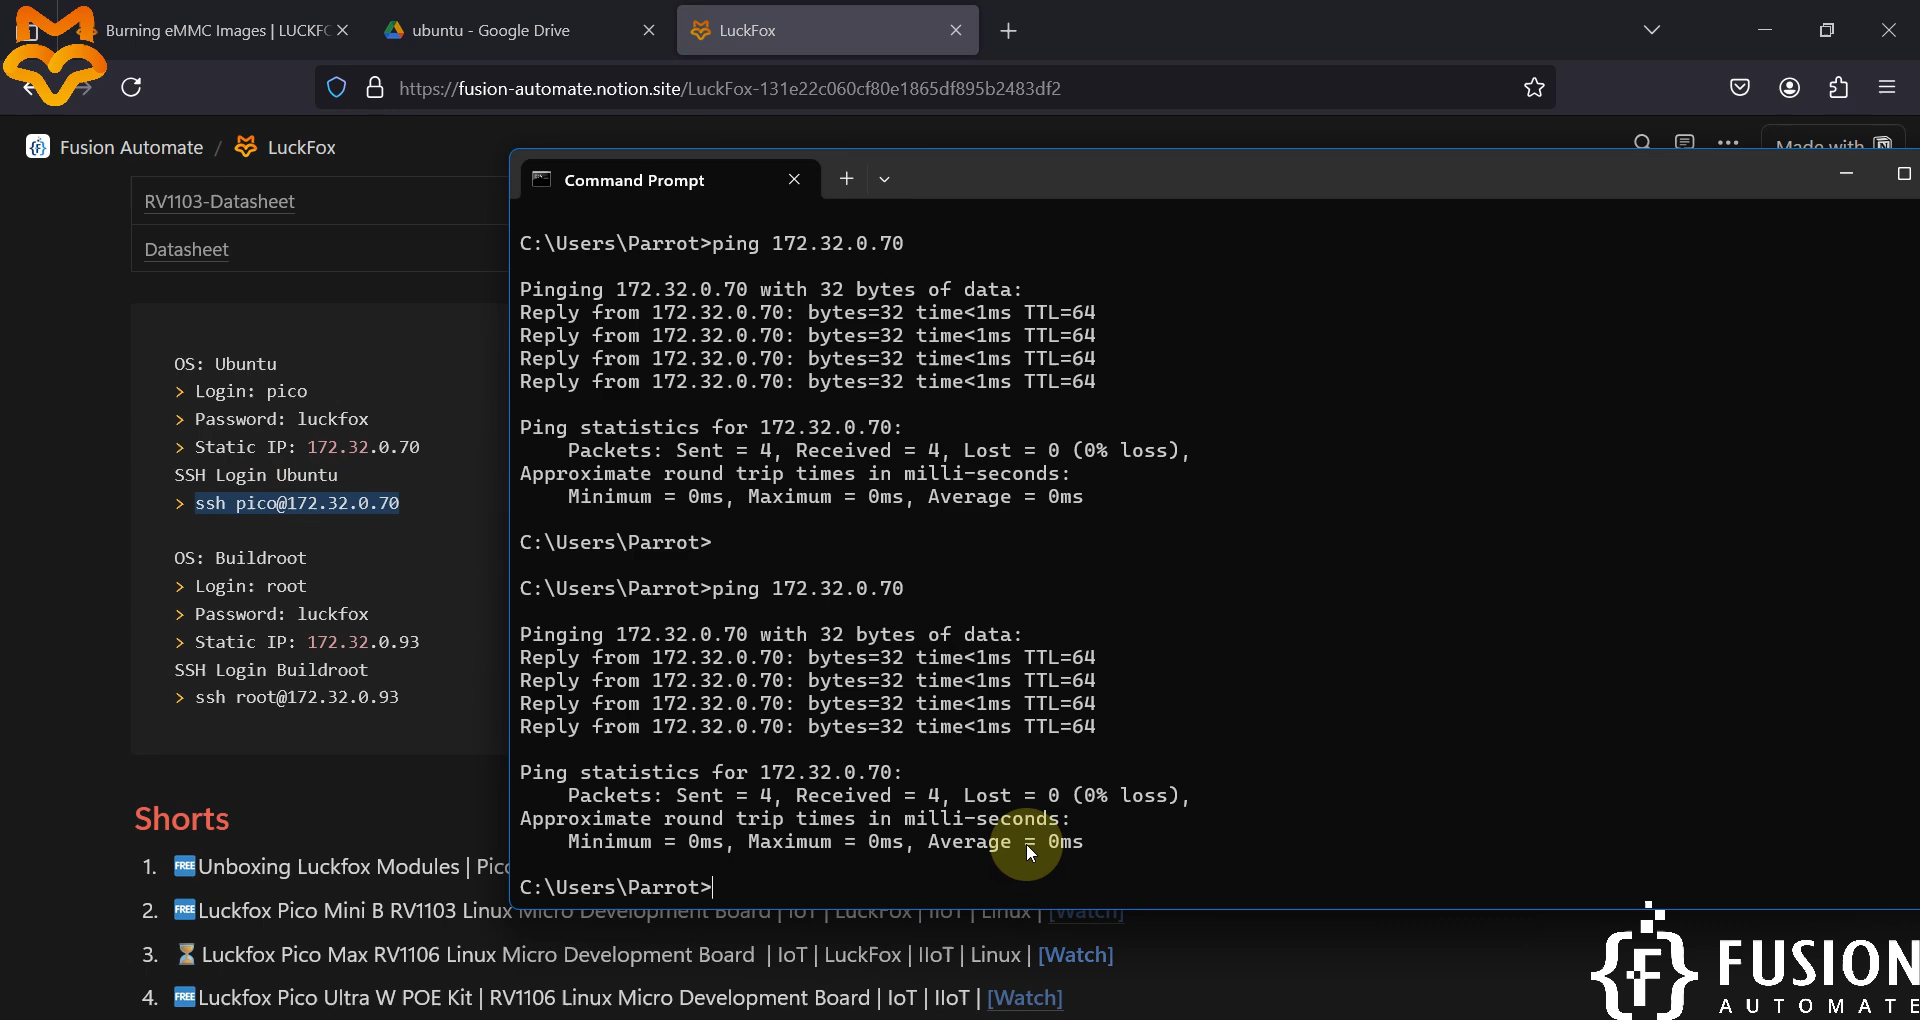 Burning eMMC Images | LUCKFC
ubuntu - Google Drive
LuckFox
https://fusion-automate.notion.site/LuckFox-131e22c060cf80e1865df895b2483df2
Fusion Automate / LuckFox
Made with
RV1103-Datasheet
Datasheet
OS: Ubuntu
> Login: pico
> Password: luckfox
> Static IP: 172.32.0.70
SSH Login Ubuntu
> ssh pico@172.32.0.70
OS: Buildroot
> Login: root
> Password: luckfox
> Static IP: 172.32.0.93
SSH Login Buildroot
> ssh root@172.32.0.93
Command Prompt
C:\Users\Parrot>ping 172.32.0.70
Pinging 172.32.0.70 with 32 bytes of data:
Reply from 172.32.0.70: bytes=32 time<1ms TTL=64
Reply from 172.32.0.70: bytes=32 time<1ms TTL=64
Reply from 172.32.0.70: bytes=32 time<1ms TTL=64
Reply from 172.32.0.70: bytes=32 time<1ms TTL=64
Ping statistics for 172.32.0.70:
Packets: Sent = 4, Received = 4, Lost = 0 (0% loss),
Approximate round trip times in milli-seconds:
Minimum = 0ms, Maximum = 0ms, Average = 0ms
C:\Users\Parrot>
C:\Users\Parrot>ping 172.32.0.70
Pinging 172.32.0.70 with 32 bytes of data:
Reply from 172.32.0.70: bytes=32 time<1ms TTL=64
Reply from 172.32.0.70: bytes=32 time<1ms TTL=64
Reply from 172.32.0.70: bytes=32 time<1ms TTL=64
Reply from 172.32.0.70: bytes=32 time<1ms TTL=64
Ping statistics for 172.32.0.70:
Packets: Sent = 4, Received = 4, Lost = 0 (0% loss),
Approximate round trip times in milli-seconds:
Minimum = 0ms, Maximum = 0ms, Average = 0ms
C:\Users\Parrot>
Shorts
1. FREE Unboxing Luckfox Modules | Pico
2. FREE Luckfox Pico Mini B RV1103 Linux Micro Development Board | IoT | LuckFox | IIoT | Linux | [Watch]
3. Luckfox Pico Max RV1106 Linux Micro Development Board | IoT | LuckFox | IIoT | Linux | [Watch]
4. FREE Luckfox Pico Ultra W POE Kit | RV1106 Linux Micro Development Board | IoT | IIoT | [Watch]
FUSION
AUTOMATE